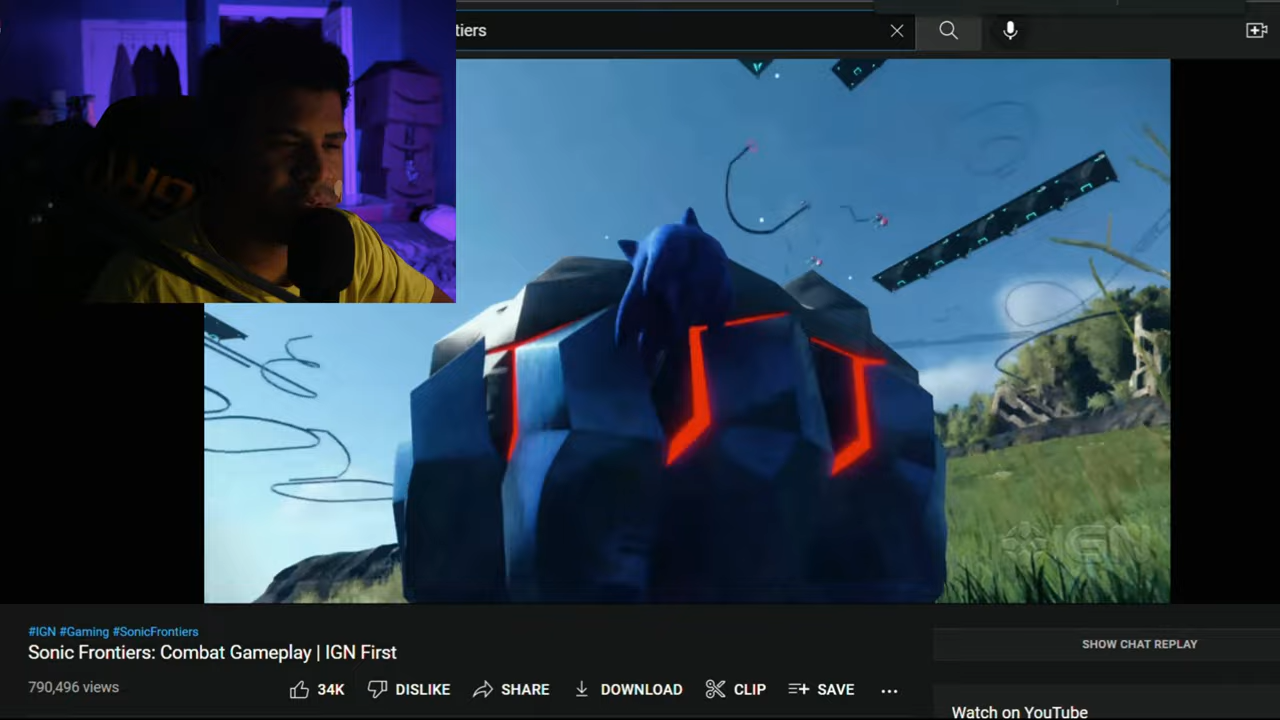 tiers
IGN
#IGN #Gaming #SonicFrontiers
Sonic Frontiers: Combat Gameplay | IGN First
790,496 views
34K
DISLIKE
SHARE
DOWNLOAD
CLIP
SAVE
SHOW CHAT REPLAY
Watch on YouTube